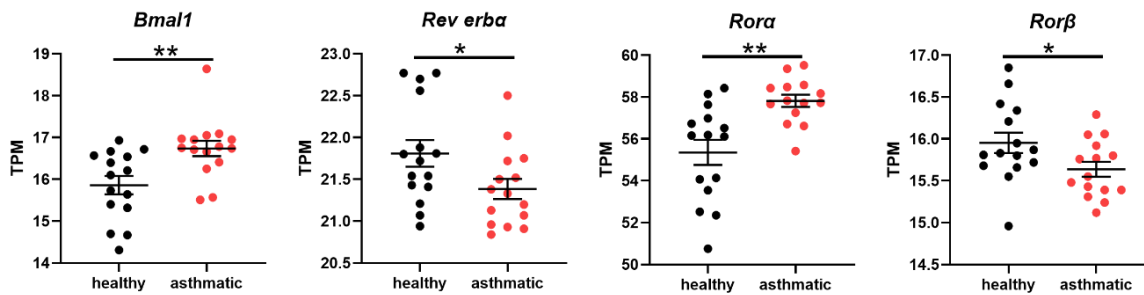 Bmal1
**
19
18
17
16
15
14
TPM
healthy
asthmatic
Rev erbα
*
23.0
22.5
22.0
21.5
21.0
20.5
TPM
healthy
asthmatic
Rorα
**
60
58
56
54
52
50
TPM
healthy
asthmatic
Rorβ
*
17.0
16.5
16.0
15.5
15.0
14.5
TPM
healthy
asthmatic